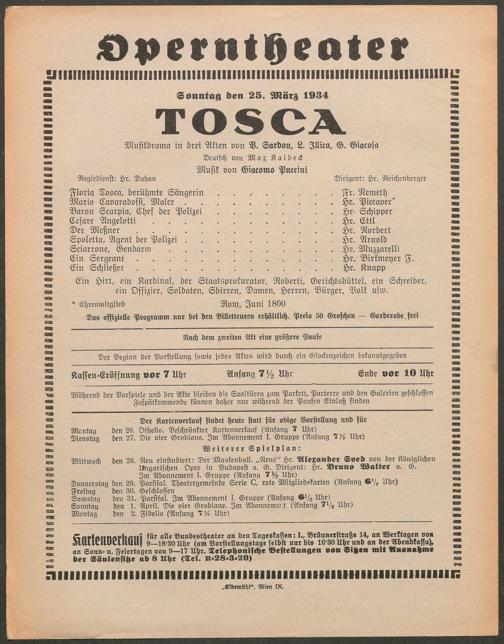 Operntheater
Sonntag den 25. März 1934
TOSCA
Musikdrama in drei Akten von V. Sardou, L. Illica, G. Giacosa
Deutsch von Max Kalbeck
Musik von Giacomo Puccini
Regiedienst: Hr. Duhan Dirigent: Hr. Reichenberger
Floria Tosca, berühmte Sängerin . . . . . . . . Fr. Nemeth
Mario Cavaradossi, Maler . . . . . . . . Hr. Piccaver*
Baron Scarpia, Chef der Polizei . . . . . . . . Hr. Schipper
Cesare Angelotti . . . . . . . . Hr. Ettl
Der Meßner . . . . . . . . Hr. Norbert
Spoletta, Agent der Polizei . . . . . . . . Hr. Arnold
Sciarrone, Gendarm . . . . . . . . Hr. Muzzarelli
Ein Sergeant . . . . . . . . Hr. Birkmeyer F.
Ein Schließer . . . . . . . . Hr. Knapp
Ein Hirt, ein Kardinal, der Staatsprokurator, Roberti, Gerichtsbüttel, ein Schreiber,
ein Offizier, Soldaten, Sbirren, Damen, Herren, Bürger, Volk usw.
* Ehrenmitglied Rom, Juni 1800
Das offizielle Programm nur bei den Billetteuren erhältlich. Preis 50 Groschen — Garderobe frei
Nach dem zweiten Akt eine größere Pause
Der Beginn der Vorstellung sowie jedes Aktes wird durch ein Glockenzeichen bekanntgegeben
Kassen-Eröffnung vor 7 Uhr Anfang 7½ Uhr Ende vor 10 Uhr
Während der Vorspiele und der Akte bleiben die Saaltüren zum Parkett, Parterre und den Galerien geschlossen
Zuspätkommende können daher nur während der Pausen Einlaß finden
Der Kartenverkauf findet heute statt für obige Vorstellung und für
Montag den 26. Othello. Beschränkter Kartenverkauf (Anfang 7 Uhr)
Dienstag den 27. Die vier Grobiane. Im Abonnement I. Gruppe (Anfang 7½ Uhr)
Weiterer Spielplan:
Mittwoch den 28. Neu einstudiert: Der Maskenball. „René“ Hr. Alexander Sved von der Königlichen
Ungarischen Oper in Budapest a. G. Dirigent: Hr. Bruno Walter a. G.
Im Abonnement I. Gruppe (Anfang 7½ Uhr)
Donnerstag den 29. Parsifal. Theatergemeinde Serie C, rote Mitgliedskarten (Anfang 6½ Uhr)
Freitag den 30. Geschlossen
Samstag den 31. Parsifal. Im Abonnement I. Gruppe (Anfang 6½ Uhr)
Sonntag den 1. April. Die vier Grobiane. Im Abonnement (Anfang 7½ Uhr)
Montag den 2. Fidelio (Anfang 7½ Uhr)
Kartenverkauf für alle Bundestheater an den Tageskassen: I., Bräunerstraße 14, an Werktagen von
9—18·30 Uhr (am Vorstellungstage selbst nur bis 16·30 Uhr und an der Abendkassa),
an Sonn- u. Feiertagen von 9—17 Uhr. Telephonische Bestellungen von Sitzen mit Ausnahme
der Säulensitze ab 8 Uhr (Tel. R-28-3-20)
„Elbemühl“, Wien IX.